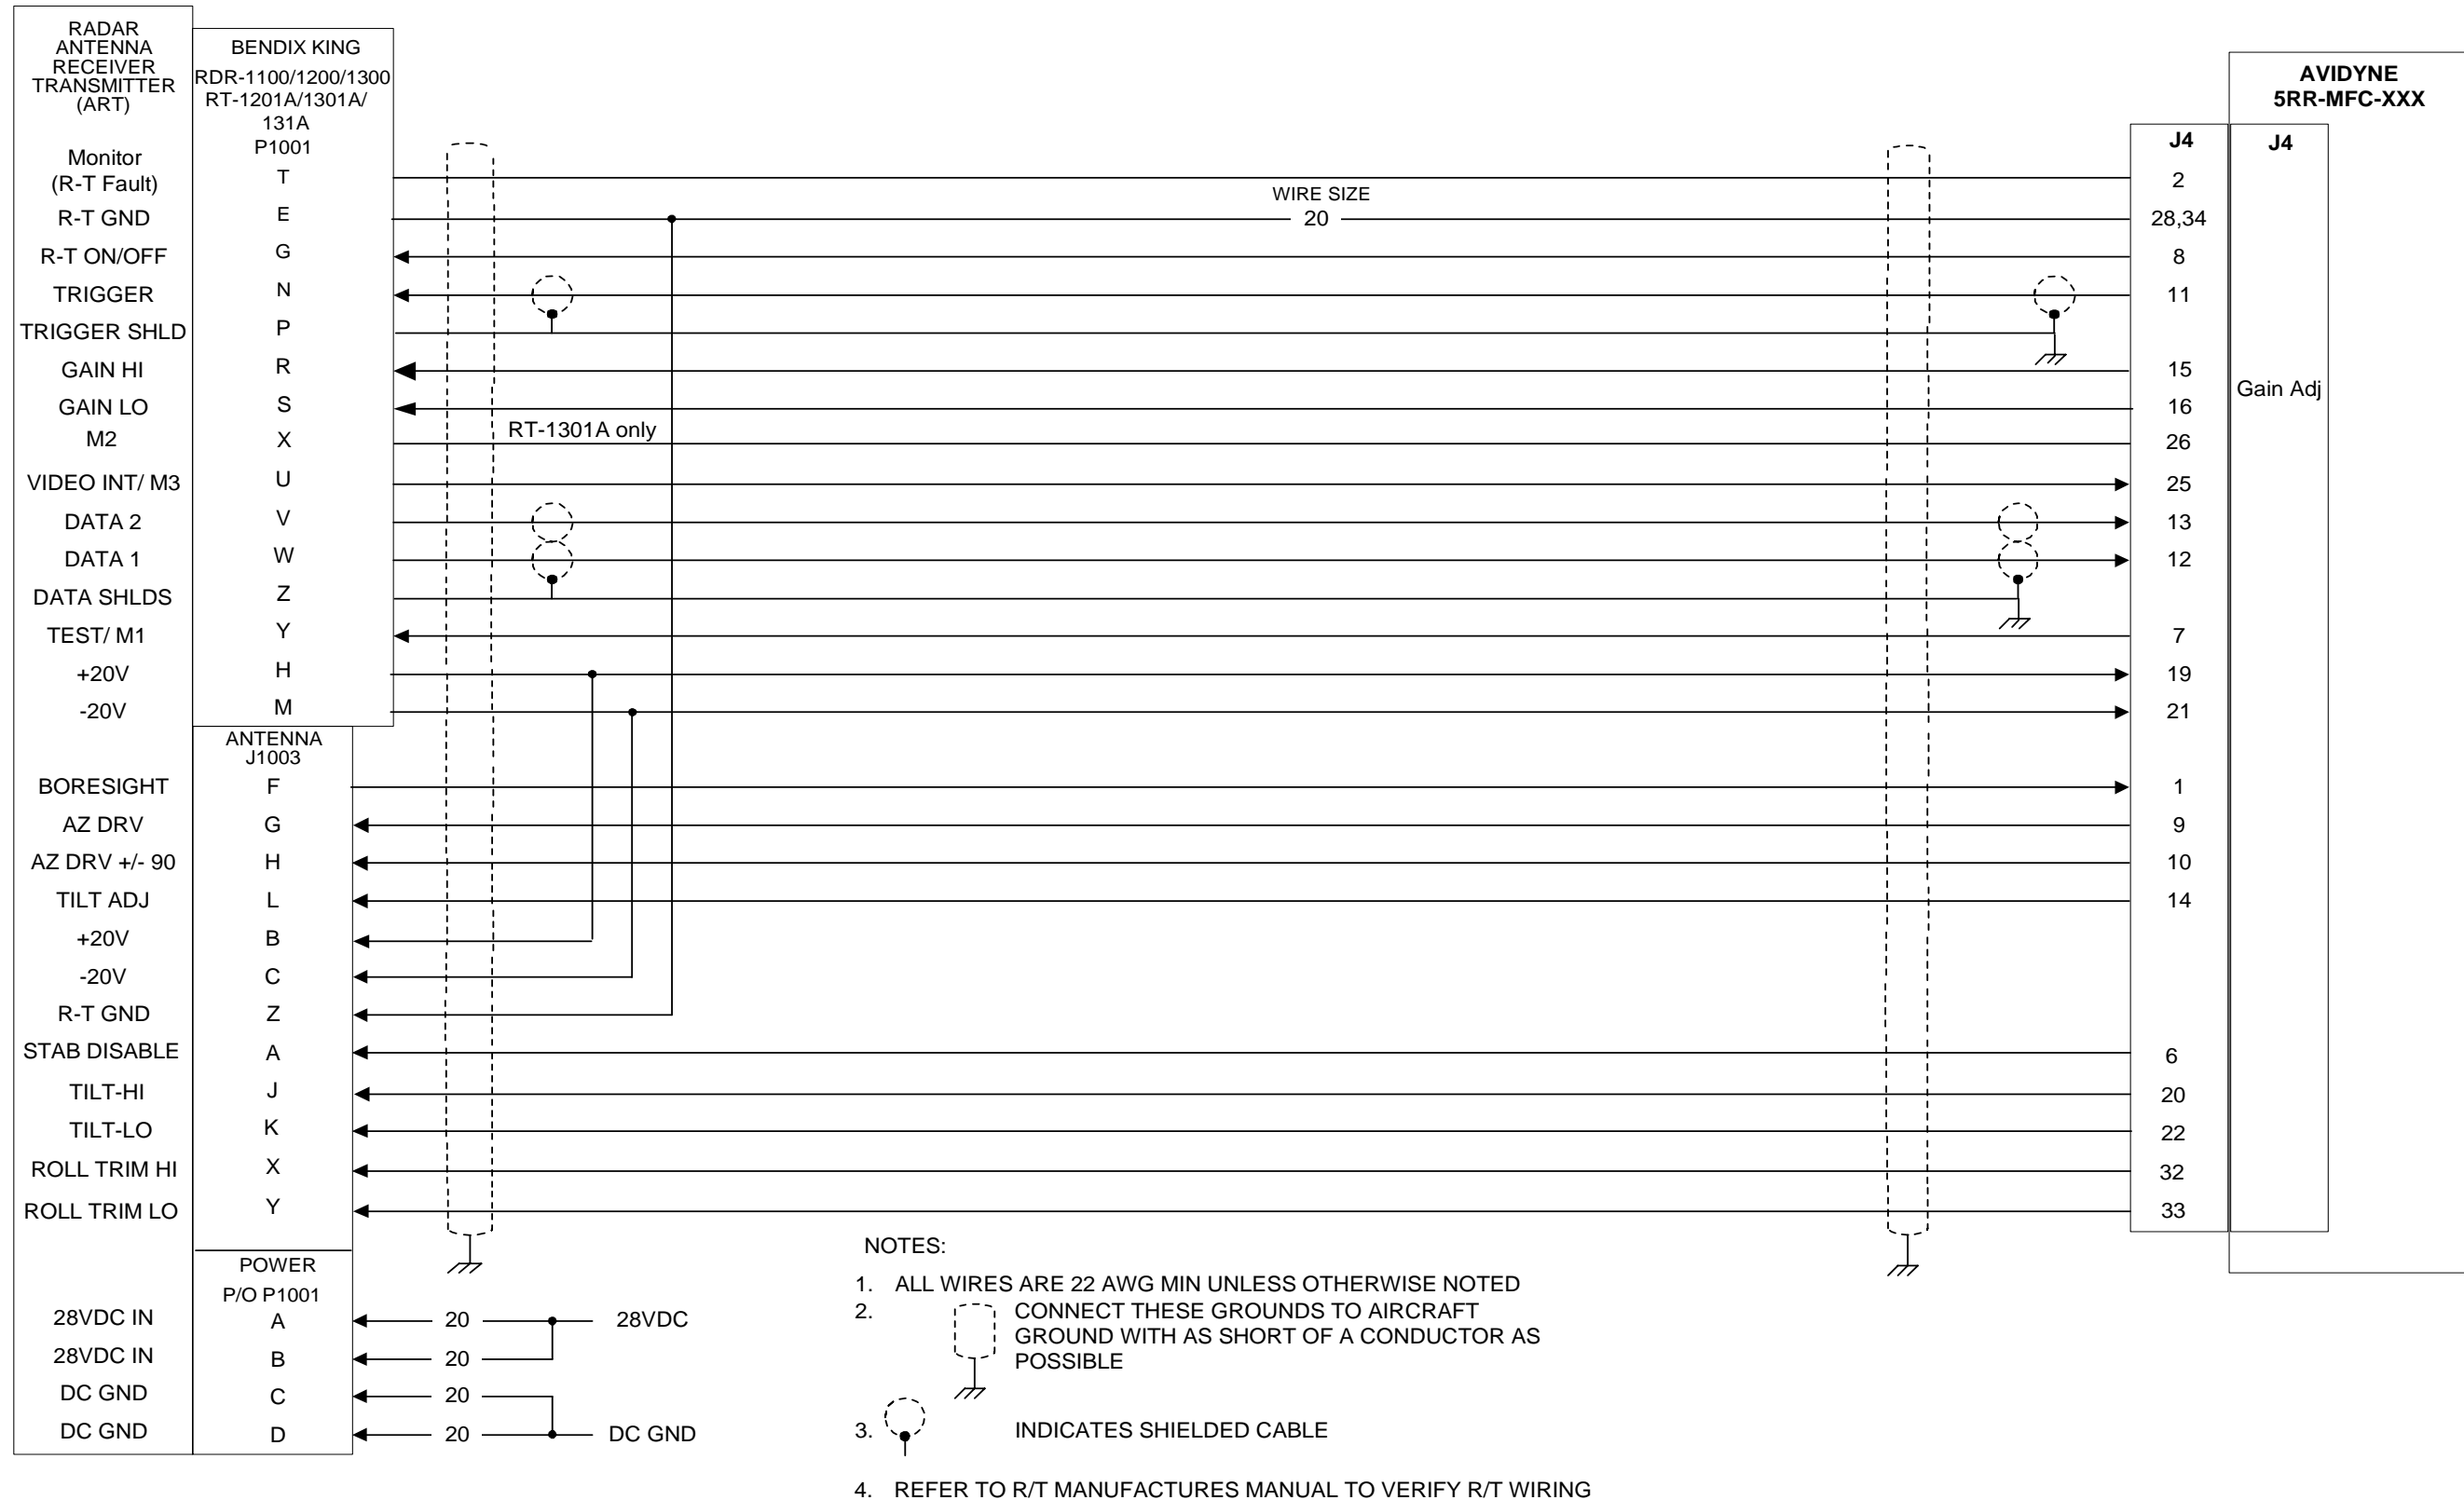 RADAR
ANTENNA
RECEIVER
TRANSMITTER
(ART)
BENDIX KING
RDR-1100/1200/1300
RT-1201A/1301A/
131A
P1001
AVIDYNE
5RR-MFC-XXX
J4
J4
Monitor
(R-T Fault) T 2
WIRE SIZE
R-T GND E 20 28,34
R-T ON/OFF G 8
TRIGGER N 11
TRIGGER SHLD P
GAIN HI R 15
Gain Adj
GAIN LO S 16
RT-1301A only
M2 X 26
VIDEO INT/ M3 U 25
DATA 2 V 13
DATA 1 W 12
DATA SHLDS Z
TEST/ M1 Y 7
+20V H 19
-20V M 21
ANTENNA
J1003
BORESIGHT F 1
AZ DRV G 9
AZ DRV +/- 90 H 10
TILT ADJ L 14
+20V B
-20V C
R-T GND Z
STAB DISABLE A 6
TILT-HI J 20
TILT-LO K 22
ROLL TRIM HI X 32
ROLL TRIM LO Y 33
POWER
P/O P1001
28VDC IN A 20 28VDC
28VDC IN B 20
DC GND C 20
DC GND D 20 DC GND
NOTES:
1. ALL WIRES ARE 22 AWG MIN UNLESS OTHERWISE NOTED
2. CONNECT THESE GROUNDS TO AIRCRAFT
GROUND WITH AS SHORT OF A CONDUCTOR AS
POSSIBLE
3. INDICATES SHIELDED CABLE
4. REFER TO R/T MANUFACTURES MANUAL TO VERIFY R/T WIRING